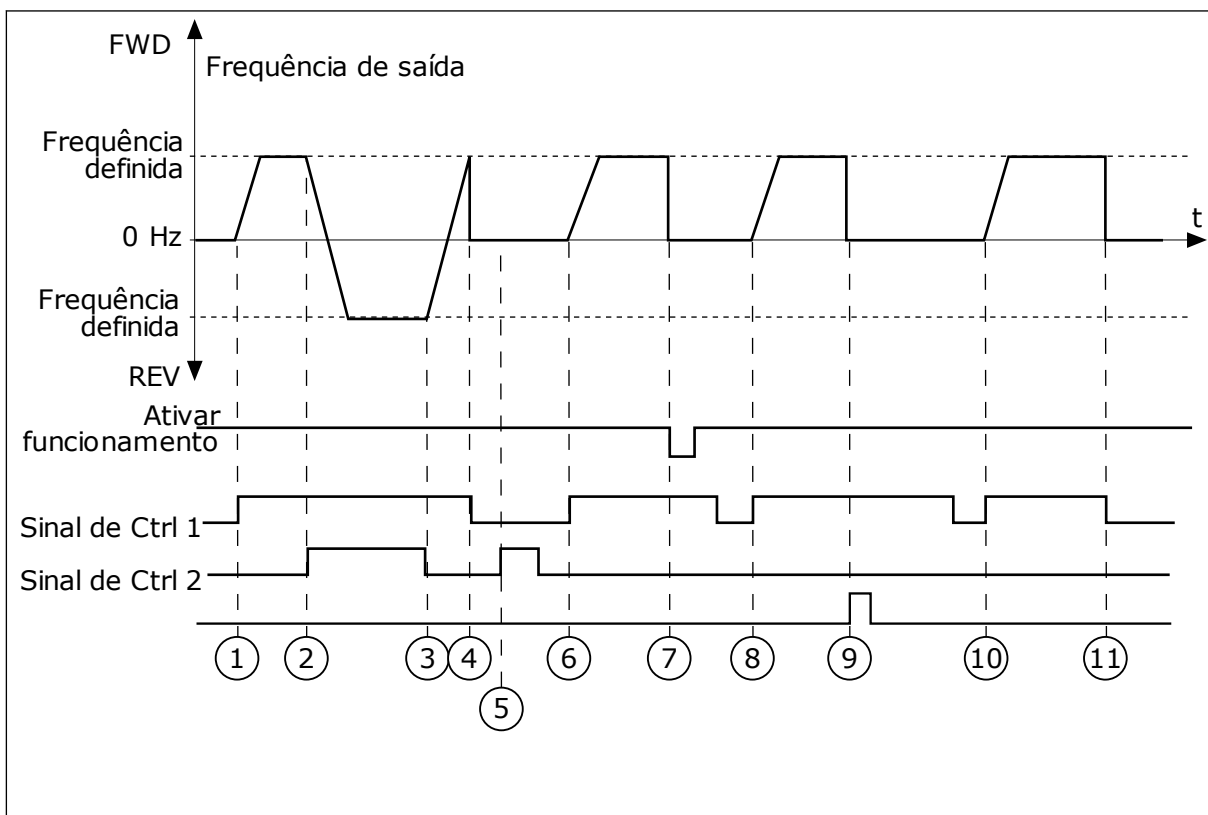 FWD
Frequência de saída
Frequência
definida
0 Hz
t
Frequência
definida
REV
Ativar
funcionamento
Sinal de Ctrl 1
Sinal de Ctrl 2
1 2 3 4 6 7 8 9 10 11
5